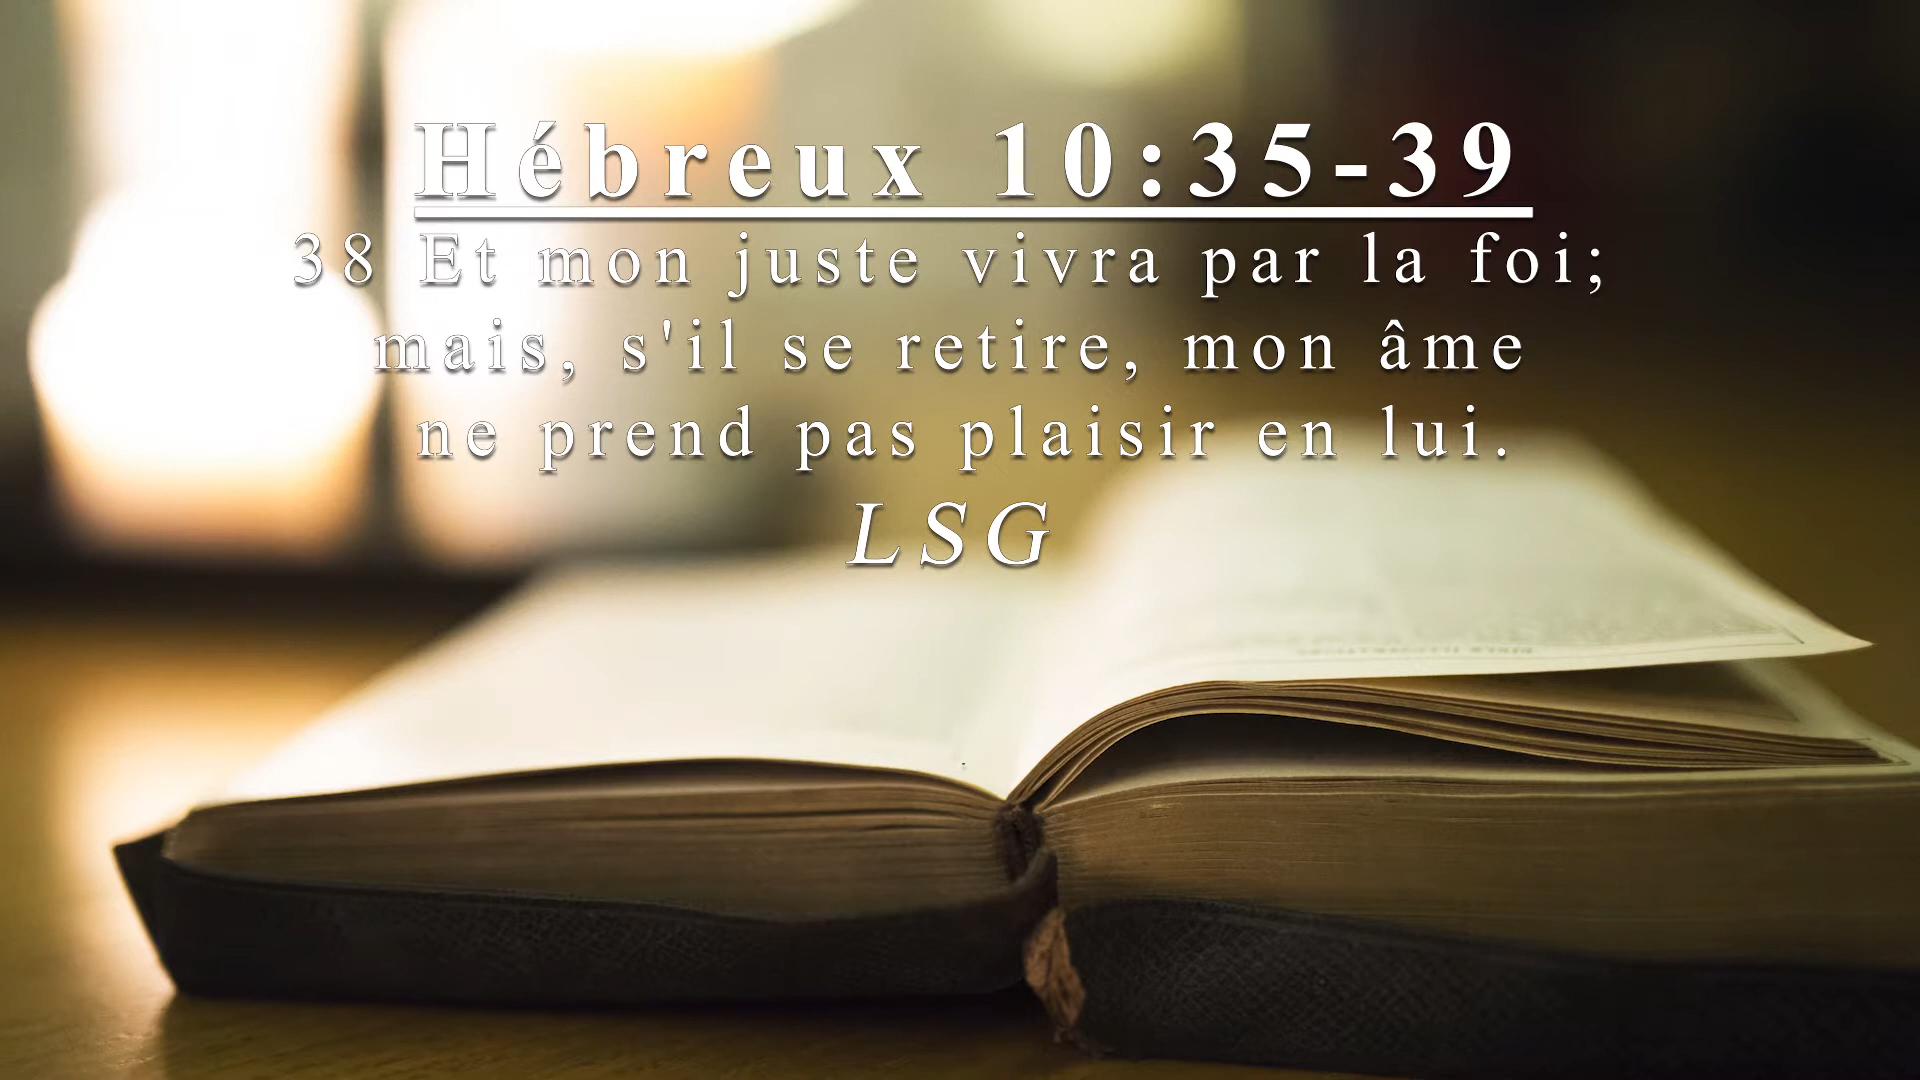 Hébreux 10:35-39
38 Et mon juste vivra par la foi;
mais, s'il se retire, mon âme
ne prend pas plaisir en lui.
LSG